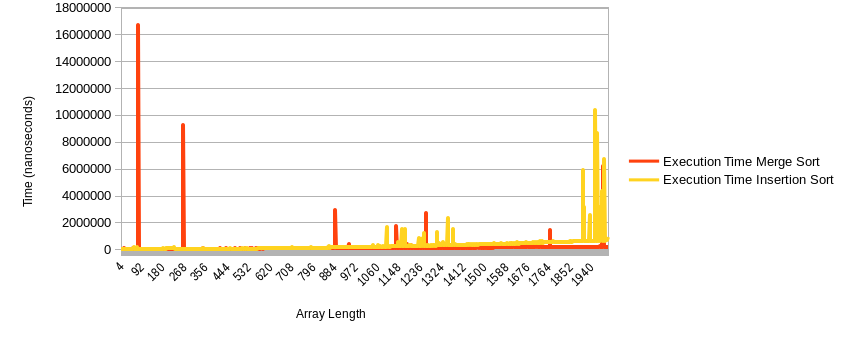 18000000
16000000
14000000
12000000
10000000
8000000
6000000
4000000
2000000
0
Time (nanoseconds)
4 92 180 268 356 444 532 620 708 796 884 972 1060 1148 1236 1324 1412 1500 1588 1676 1764 1852 1940
Array Length
Execution Time Merge Sort
Execution Time Insertion Sort